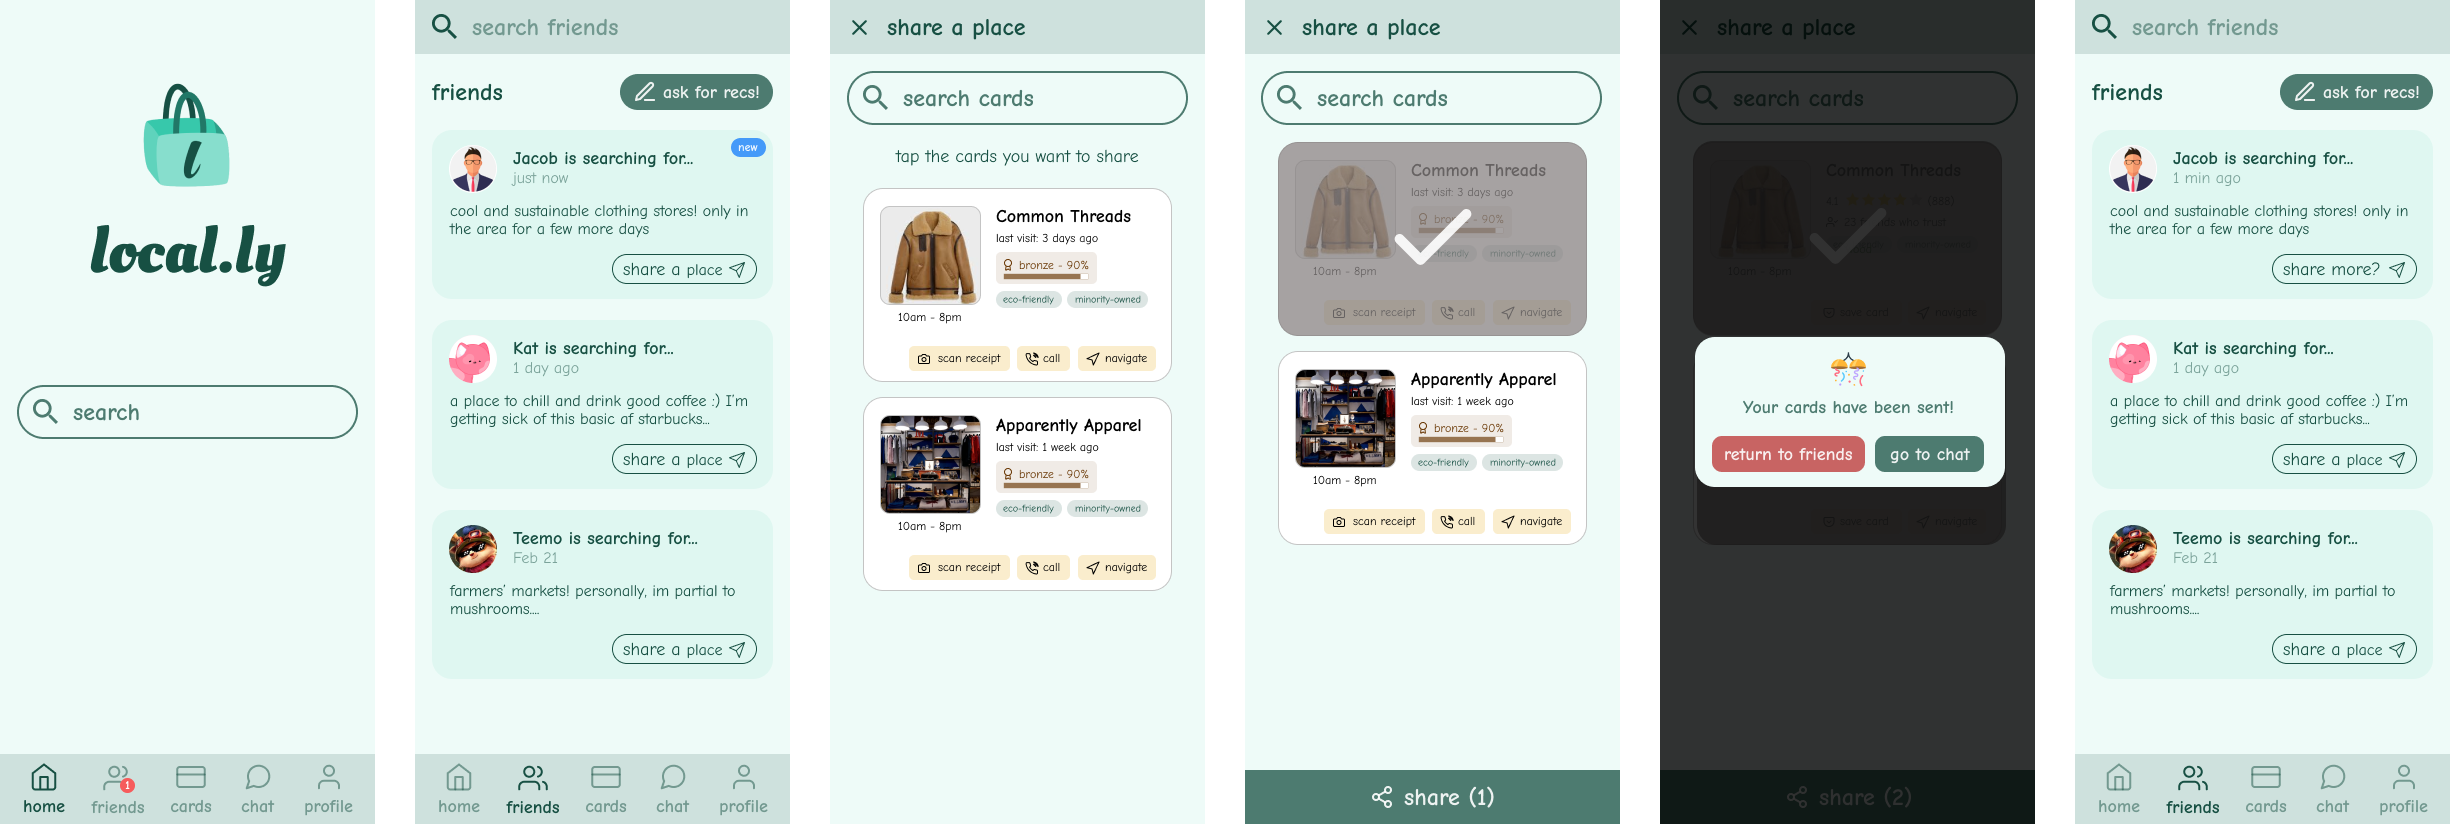 l
local.ly
search
home
1
friends
cards
chat
profile
search friends
friends
ask for recs!
new
Jacob is searching for...
just now
cool and sustainable clothing stores! only in
the area for a few more days
share a place
Kat is searching for...
1 day ago
a place to chill and drink good coffee :) I'm
getting sick of this basic af starbucks...
share a place
Teemo is searching for...
Feb 21
farmers' markets! personally, im partial to
mushrooms....
share a place
home
friends
cards
chat
profile
share a place
search cards
tap the cards you want to share
Common Threads
last visit: 3 days ago
bronze - 90%
eco-friendly
minority-owned
10am - 8pm
scan receipt
call
navigate
Apparently Apparel
last visit: 1 week ago
bronze - 90%
eco-friendly
minority-owned
10am - 8pm
scan receipt
call
navigate
share a place
search cards
Common Threads
last visit: 3 days ago
minority-owned
10am - 8pm
scan receipt
call
navigate
Apparently Apparel
last visit: 1 week ago
bronze - 90%
eco-friendly
minority-owned
10am - 8pm
scan receipt
call
navigate
share (1)
share a place
search cards
Common Threads
10am - 8pm
save card
navigate
Your cards have been sent!
return to friends
go to chat
save card
navigate
share (2)
search friends
friends
ask for recs!
Jacob is searching for...
1 min ago
cool and sustainable clothing stores! only in
the area for a few more days
share more?
Kat is searching for...
1 day ago
a place to chill and drink good coffee :) I'm
getting sick of this basic af starbucks...
share a place
Teemo is searching for...
Feb 21
farmers' markets! personally, im partial to
mushrooms....
share a place
home
friends
cards
chat
profile